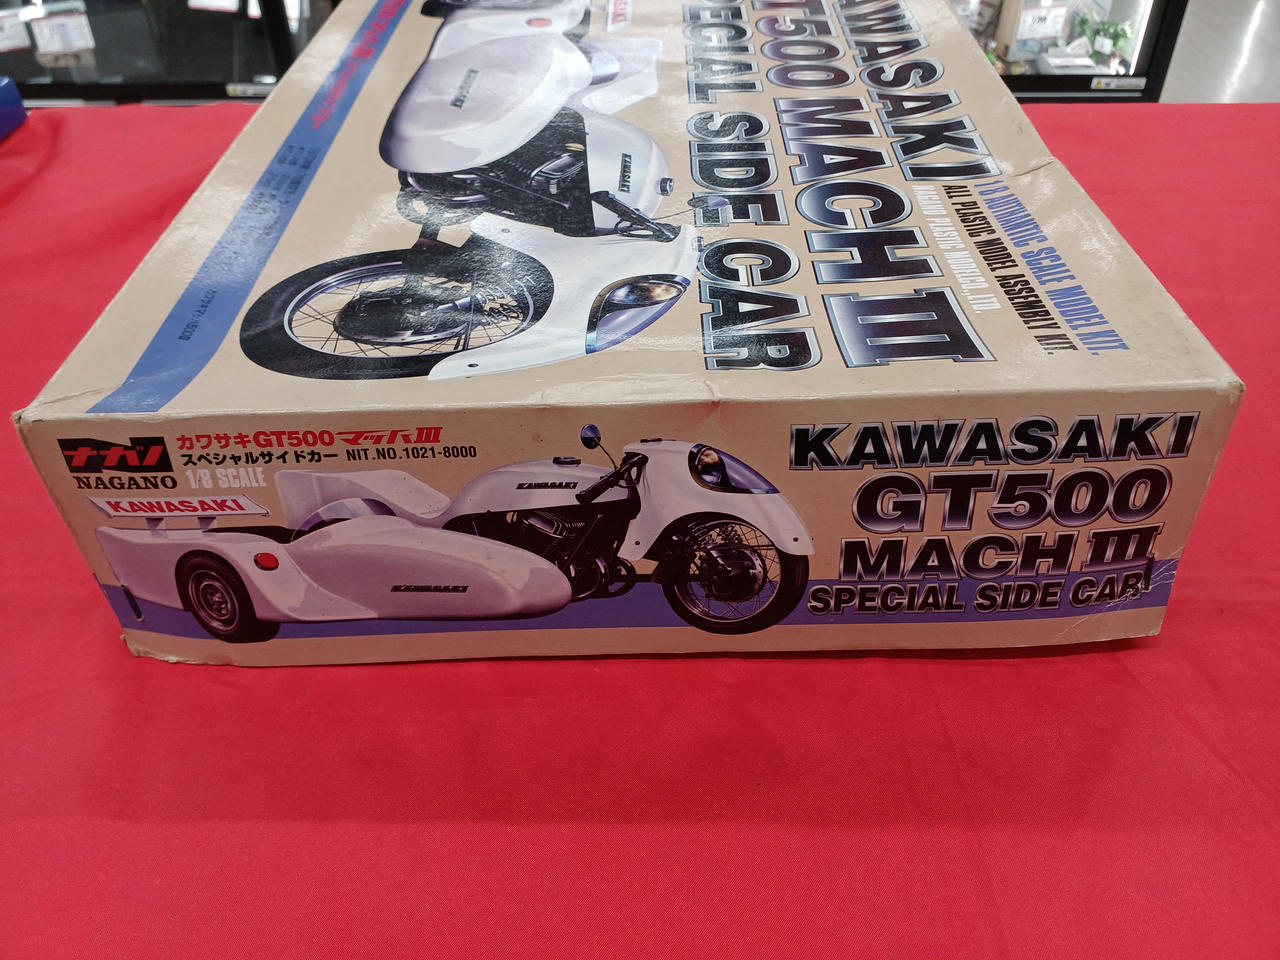 KAWASAKI
GT500 MACH III
SPECIAL SIDE CAR
1/8 AUTHENTIC SCALE MODEL KIT.
ALL PLASTIC MODEL ASSEMBLY KIT.
NAGANO PLASTIC MODEL CO.,LTD.
KAWASAKI
KAWASAKI
ナガノ
NAGANO
カワサキGT500マッハIII
スペシャルサイドカー NIT.NO.1021-8000
1/8 SCALE
KAWASAKI
KAWASAKI
KAWASAKI
KAWASAKI
GT500
MACH III
SPECIAL SIDE CAR